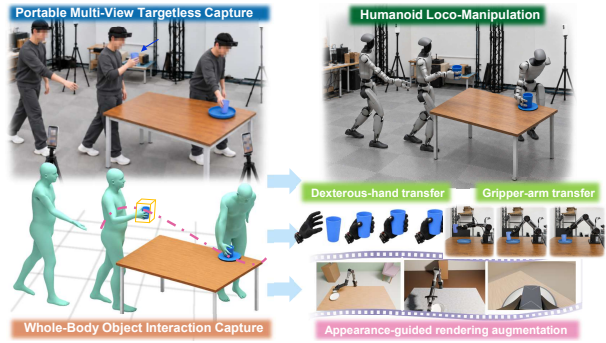 Portable Multi-View Targetless Capture
Humanoid Loco-Manipulation
Dexterous-hand transfer
Gripper-arm transfer
Whole-Body Object Interaction Capture
Appearance-guided rendering augmentation